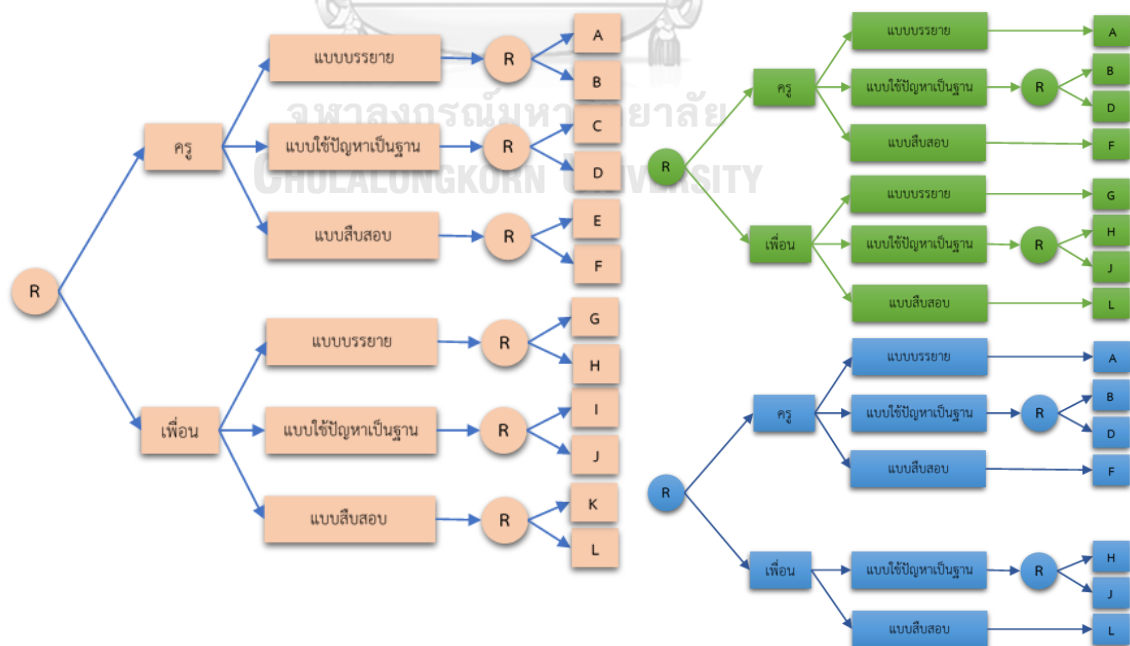 R
ครู
แบบบรรยาย
R
A
B
แบบใช้ปัญหาเป็นฐาน
R
C
D
แบบสืบสอบ
R
E
F
เพื่อน
แบบบรรยาย
R
G
H
แบบใช้ปัญหาเป็นฐาน
R
I
J
แบบสืบสอบ
R
K
L
จุฬาลงกรณ์มหาวิทยาลัย
CHULALONGKORN UNIVERSITY
R
ครู
แบบบรรยาย
A
แบบใช้ปัญหาเป็นฐาน
R
B
D
แบบสืบสอบ
F
เพื่อน
แบบบรรยาย
G
แบบใช้ปัญหาเป็นฐาน
R
H
J
แบบสืบสอบ
L
R
ครู
แบบบรรยาย
A
แบบใช้ปัญหาเป็นฐาน
R
B
D
แบบสืบสอบ
F
เพื่อน
แบบใช้ปัญหาเป็นฐาน
R
H
J
แบบสืบสอบ
L